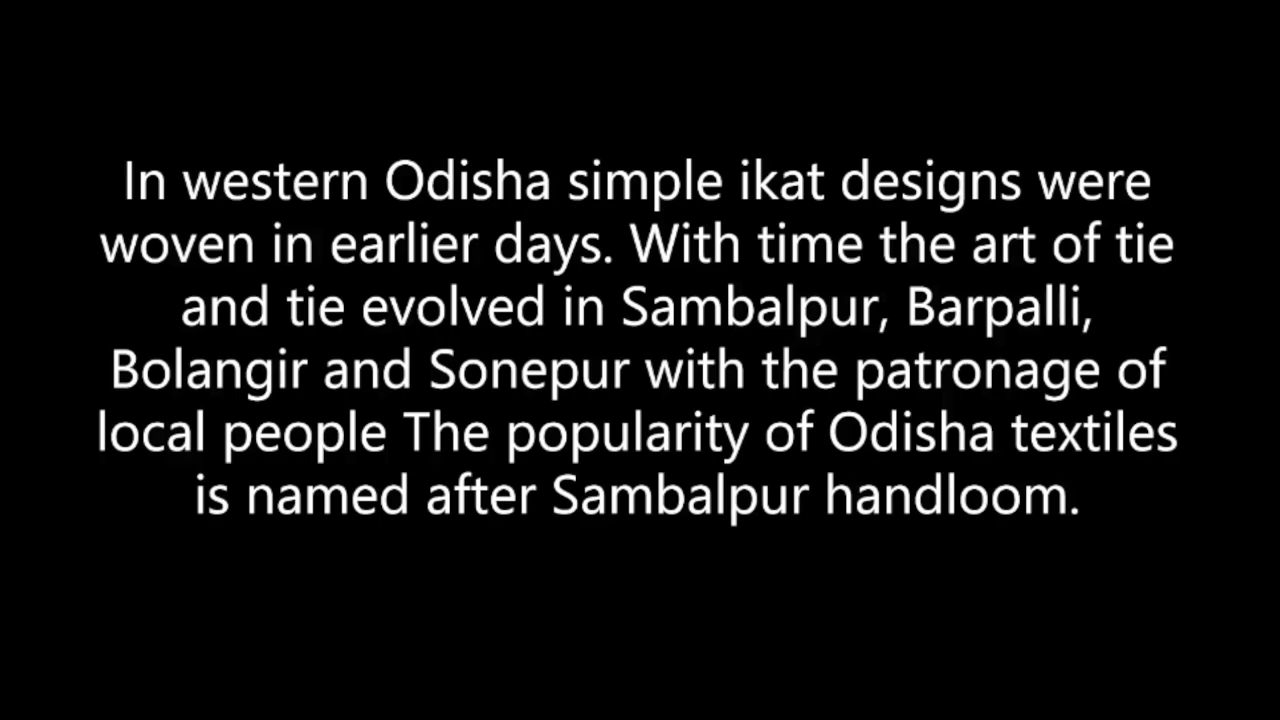 In western Odisha simple ikat designs were
woven in earlier days. With time the art of tie
and tie evolved in Sambalpur, Barpalli,
Bolangir and Sonepur with the patronage of
local people The popularity of Odisha textiles
is named after Sambalpur handloom.